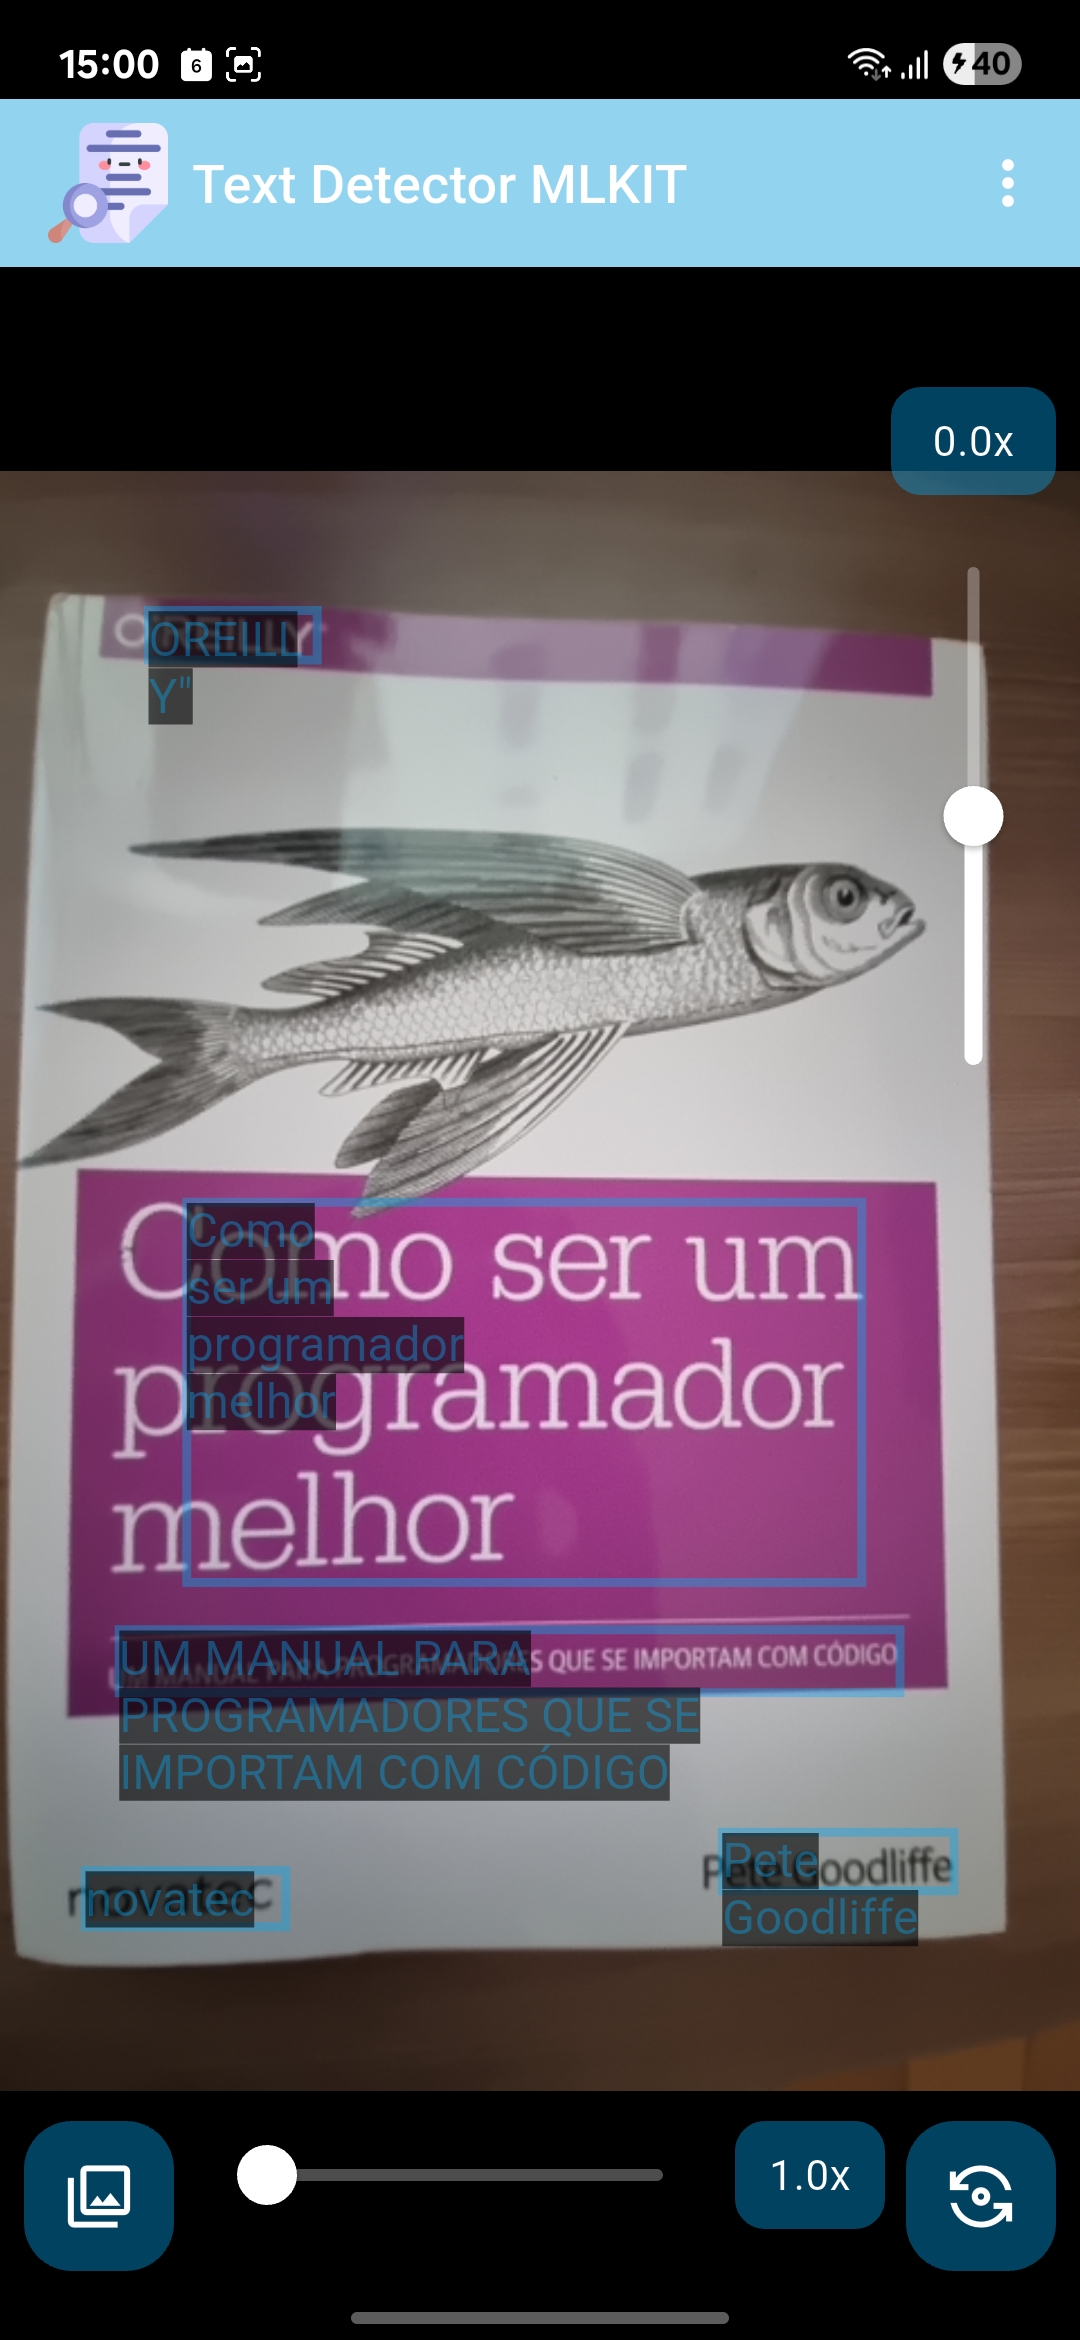 15:00
6
40
Text Detector MLKIT
0.0x
O'REILLY
OREILL
Y"
Como ser um
programador
melhor
Como
ser um
programador
melhor
UM MANUAL PARA PROGRAMADORES QUE SE IMPORTAM COM CÓDIGO
UM MANUAL PARA
PROGRAMADORES QUE SE
IMPORTAM COM CÓDIGO
novatec
novatec
Pete Goodliffe
Pete
Goodliffe
1.0x